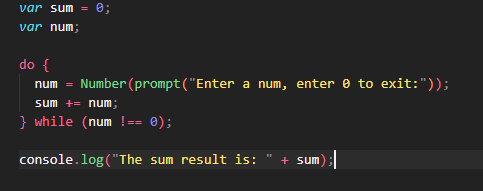 var sum = 0;
var num;
do {
  num = Number(prompt("Enter a num, enter 0 to exit:"));
  sum += num;
} while (num !== 0);
console.log("The sum result is: " + sum);